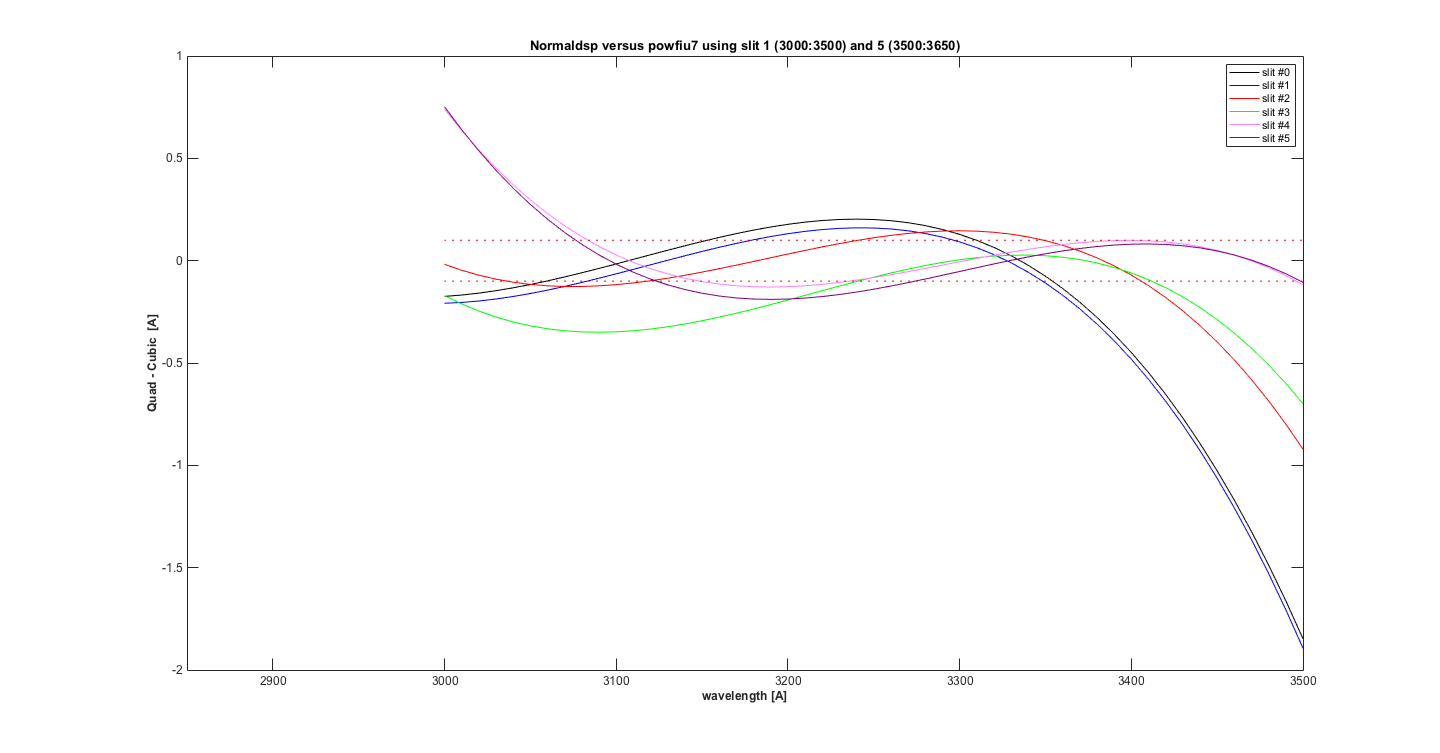 Normaldsp versus powfiu7 using slit 1 (3000:3500) and 5 (3500:3650)
slit #0
slit #1
slit #2
slit #3
slit #4
slit #5
1
0.5
0
-0.5
-1
-1.5
-2
Quad - Cubic [A]
2900 3000 3100 3200 3300 3400 3500
wavelength [A]